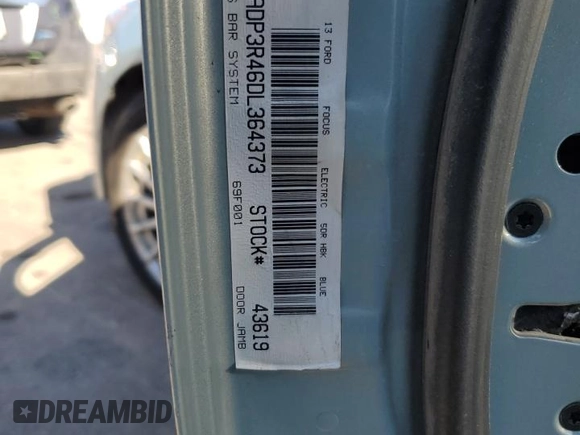 ADP3R46DL364373 STOCK# 43619
S BAR SYSTEM 69F001 DOOR JAMB
13 FORD FOCUS ELECTRIC 5DR HBK BLUE
DREAMBID